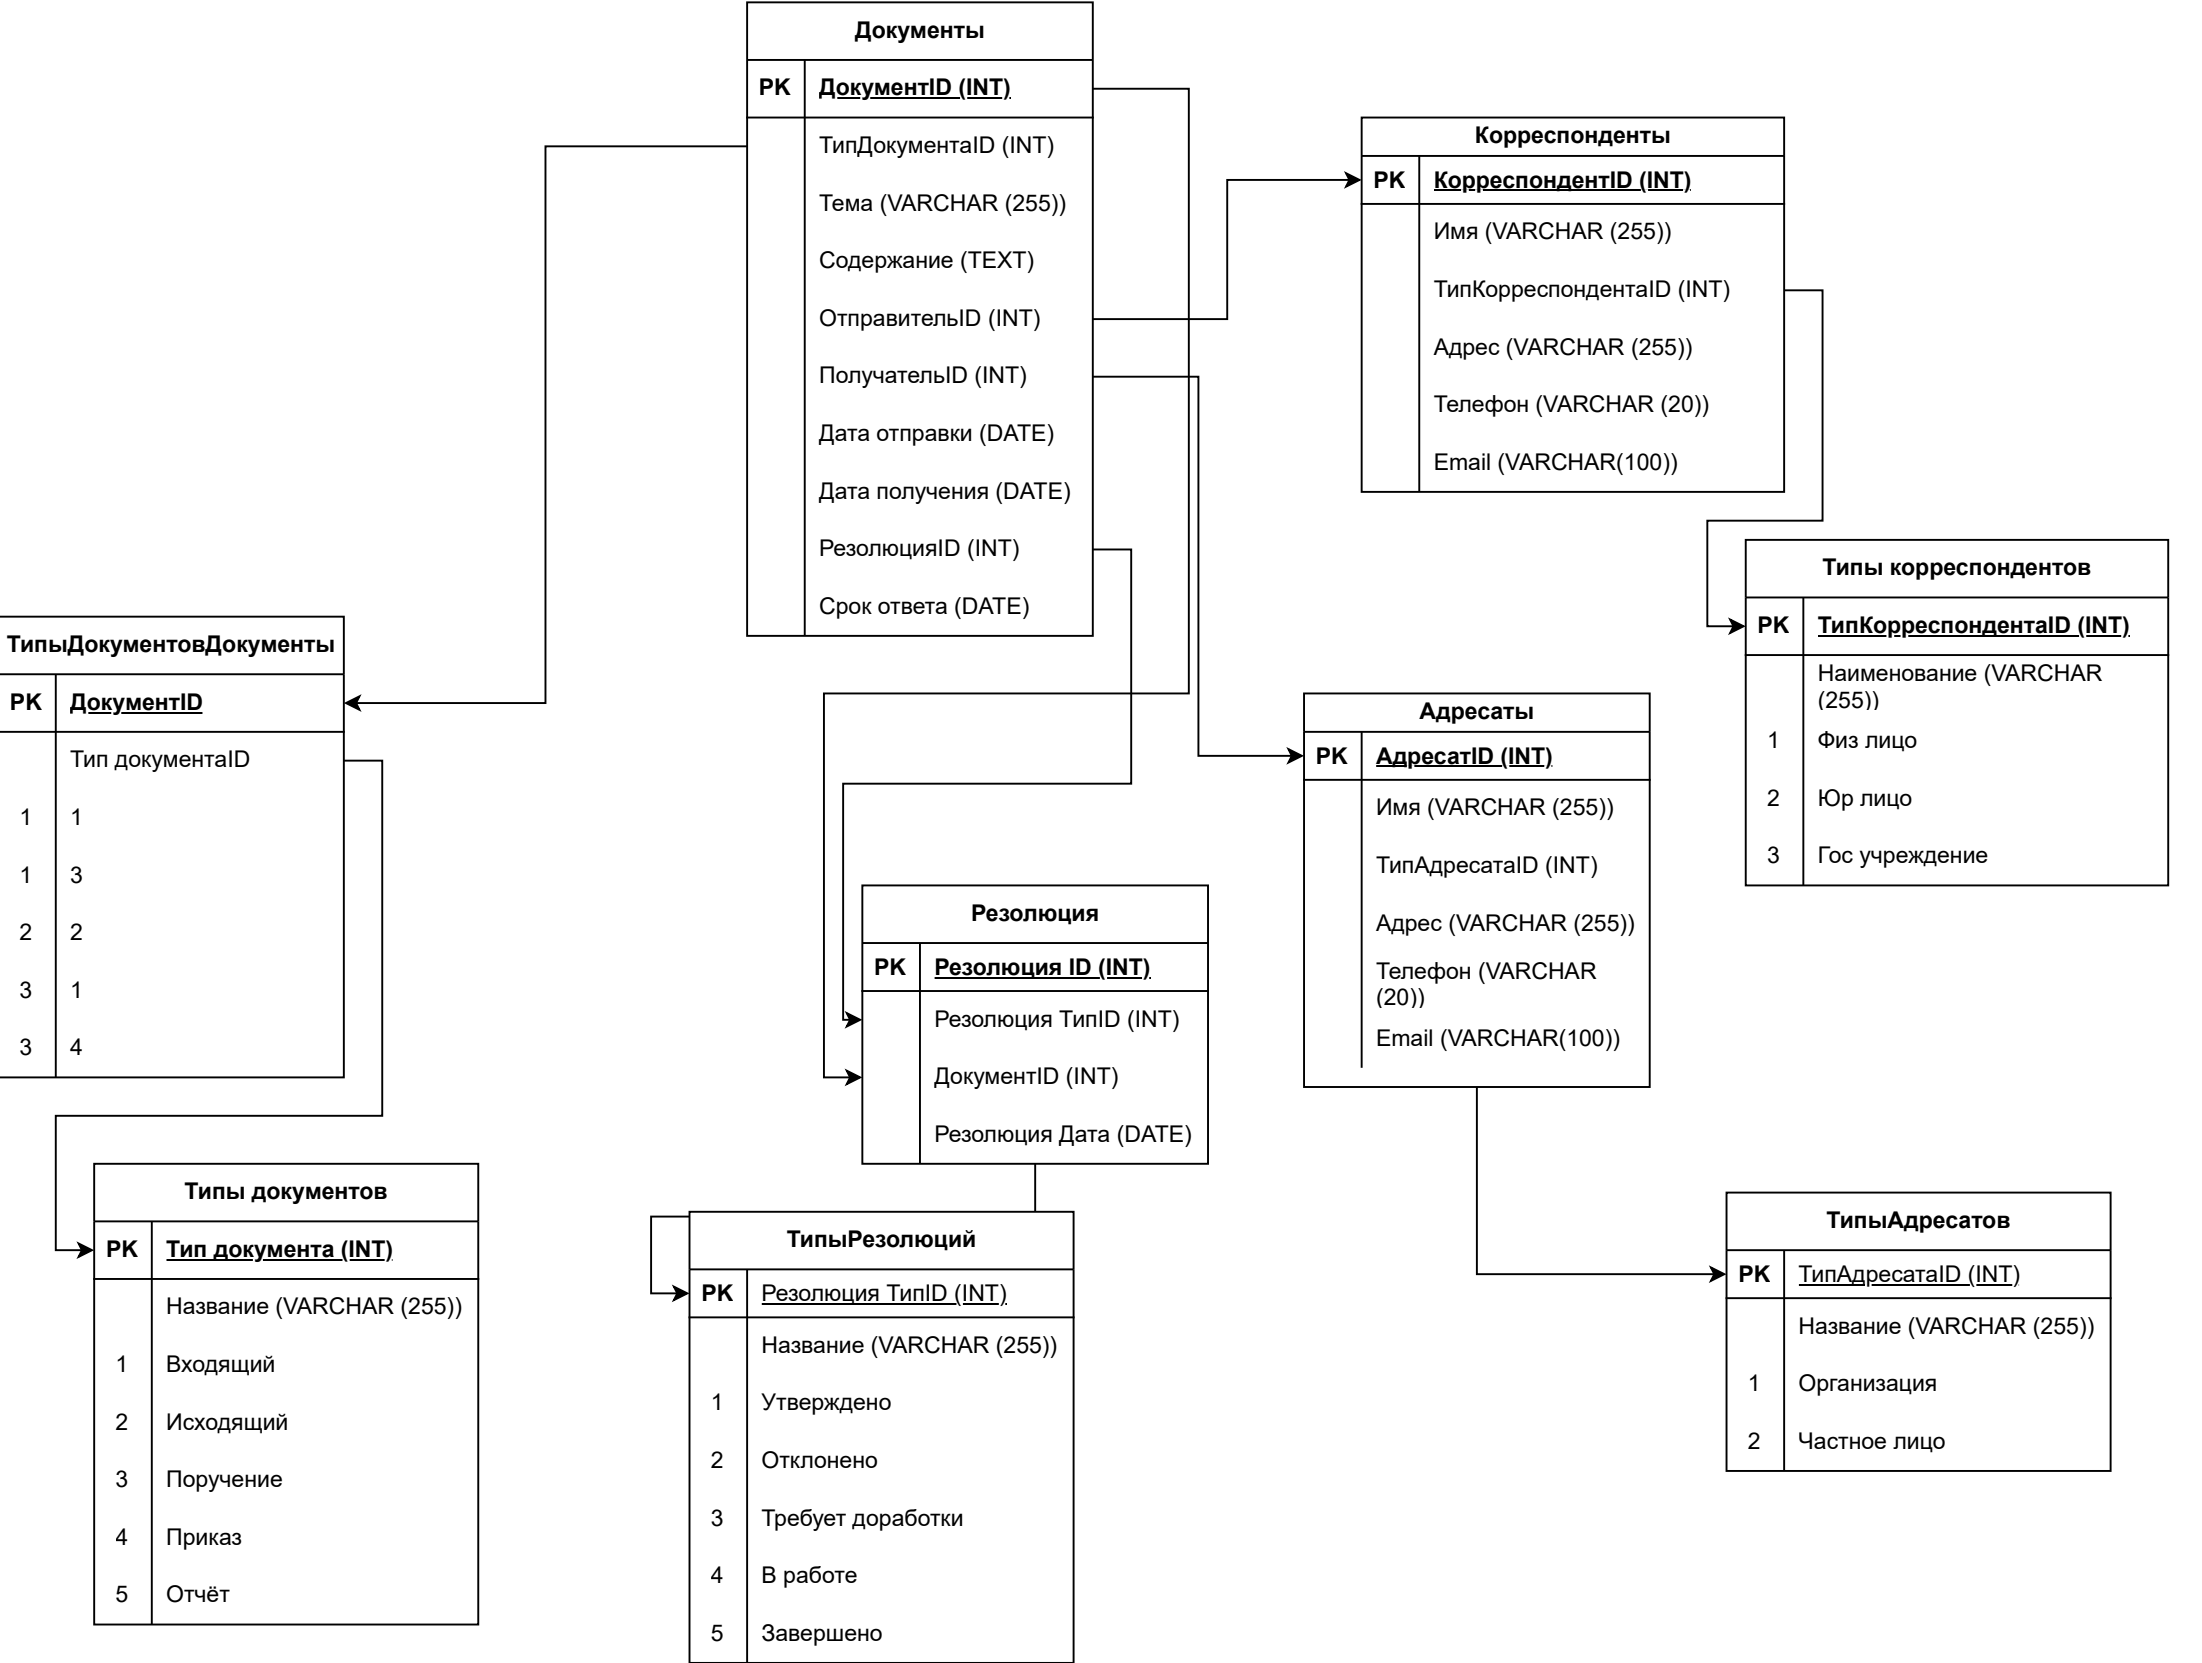 Документы
PK ДокументID (INT)
ТипДокументаID (INT)
Тема (VARCHAR (255))
Содержание (TEXT)
ОтправительID (INT)
ПолучательID (INT)
Дата отправки (DATE)
Дата получения (DATE)
РезолюцияID (INT)
Срок ответа (DATE)
Корреспонденты
PK КорреспондентID (INT)
Имя (VARCHAR (255))
ТипКорреспондентаID (INT)
Адрес (VARCHAR (255))
Телефон (VARCHAR (20))
Email (VARCHAR(100))
Типы корреспондентов
PK ТипКорреспондентаID (INT)
Наименование (VARCHAR
(255))
1 Физ лицо
2 Юр лицо
3 Гос учреждение
ТипыДокументовДокументы
PK ДокументID
Тип документаID
1 1
1 3
2 2
3 1
3 4
Адресаты
PK АдресатID (INT)
Имя (VARCHAR (255))
ТипАдресатаID (INT)
Адрес (VARCHAR (255))
Телефон (VARCHAR
(20))
Email (VARCHAR(100))
Резолюция
PK Резолюция ID (INT)
Резолюция ТипID (INT)
ДокументID (INT)
Резолюция Дата (DATE)
Типы документов
PK Тип документа (INT)
Название (VARCHAR (255))
1 Входящий
2 Исходящий
3 Поручение
4 Приказ
5 Отчёт
ТипыРезолюций
PK Резолюция ТипID (INT)
Название (VARCHAR (255))
1 Утверждено
2 Отклонено
3 Требует доработки
4 В работе
5 Завершено
ТипыАдресатов
PK ТипАдресатаID (INT)
Название (VARCHAR (255))
1 Организация
2 Частное лицо